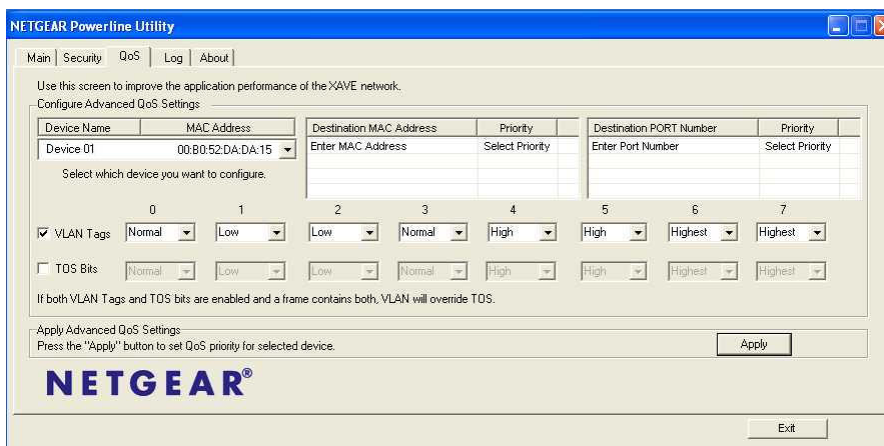 NETGEAR Powerline Utility
Main Security QoS Log About
Use this screen to improve the application performance of the XAVE network.
Configure Advanced QoS Settings
Device Name MAC Address
Device 01 00:B0:52:DA:DA:15
Select which device you want to configure.
Destination MAC Address Priority
Enter MAC Address Select Priority
Destination PORT Number Priority
Enter Port Number Select Priority
0 1 2 3 4 5 6 7
VLAN Tags Normal Low Low Normal High High Highest Highest
TOS Bits Normal Low Low Normal High High Highest Highest
If both VLAN Tags and TOS bits are enabled and a frame contains both, VLAN will override TOS.
Apply Advanced QoS Settings
Press the "Apply" button to set QoS priority for selected device.
Apply
NETGEAR®
Exit